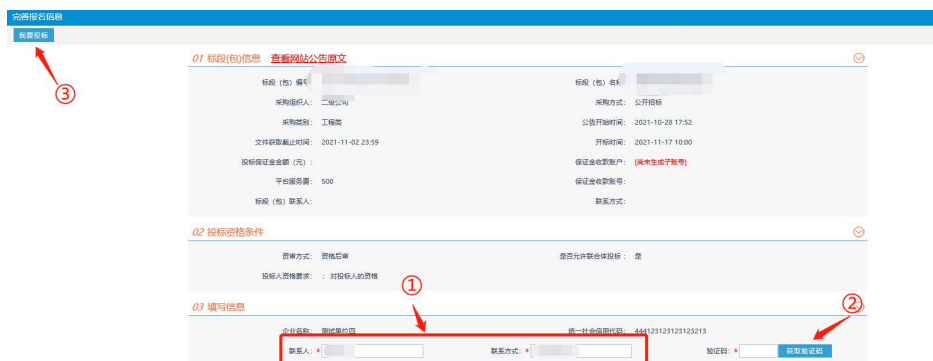 完善报名信息
我要投标
③
01 标段(包)信息 查看网站公告原文
标段（包）编号 标段（包）名称
采购组织人： 二级公司 采购方式： 公开招标
采购类别： 工程类 公告开始时间： 2021-10-28 17:52
文件获取截止时间： 2021-11-02 23:59 开标时间： 2021-11-17 10:00
投标保证金金额（元）： 保证金收款账户： [尚未生成子账号]
平台服务费： 500 保证金收款账号：
标段（包）联系人： 联系方式：
02 投标资格条件
资审方式： 资格后审 是否允许联合体投标： 是
投标人资格要求： ：对投标人的资格
①
03 填写信息
②
企业名称： 测试单位四 统一社会信用代码： 444123123123123213
联系人：* 联系方式：* 验证码：* 获取验证码